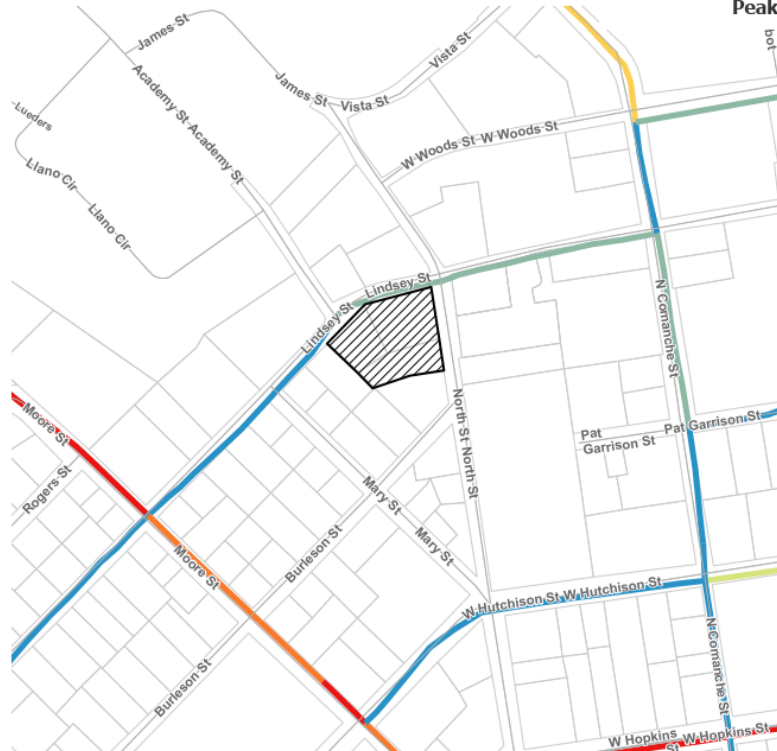 Peak
James St
bot
Vista St
Academy St Academy St
James St
Vista St
Lueders
W Woods St W Woods St
Llano Cir
Llano Cir
Lindsey St
Lindsey St
N Comanche St
Moore St
North St North St
Pat
Garrison St
Pat Garrison St
Rogers St
Mary St
Mary St
Moore St
Burleson St
W Hutchison St W Hutchison St
N Comanche St
Burleson St
W Hopkins
St
W Hopkins St